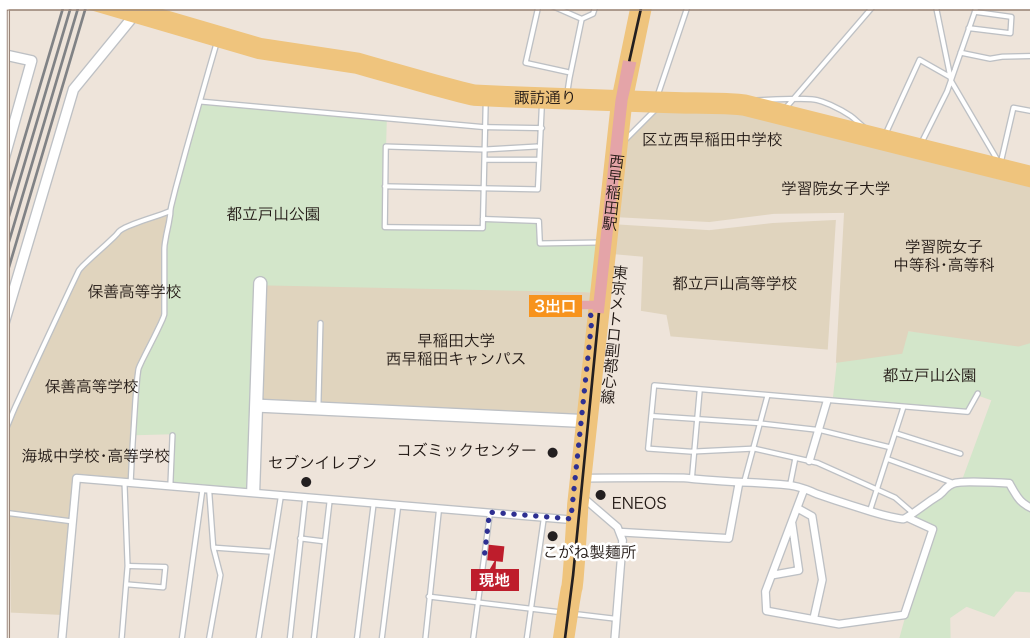 諏訪通り
区立西早稲田中学校
西早稲田駅
学習院女子大学
都立戸山公園
学習院女子
中等科・高等科
都立戸山高等学校
保善高等学校
東京メトロ副都心線
3出口
早稲田大学
西早稲田キャンパス
都立戸山公園
保善高等学校
海城中学校・高等学校
コズミックセンター
セブンイレブン
ENEOS
こがね製麺所
現地